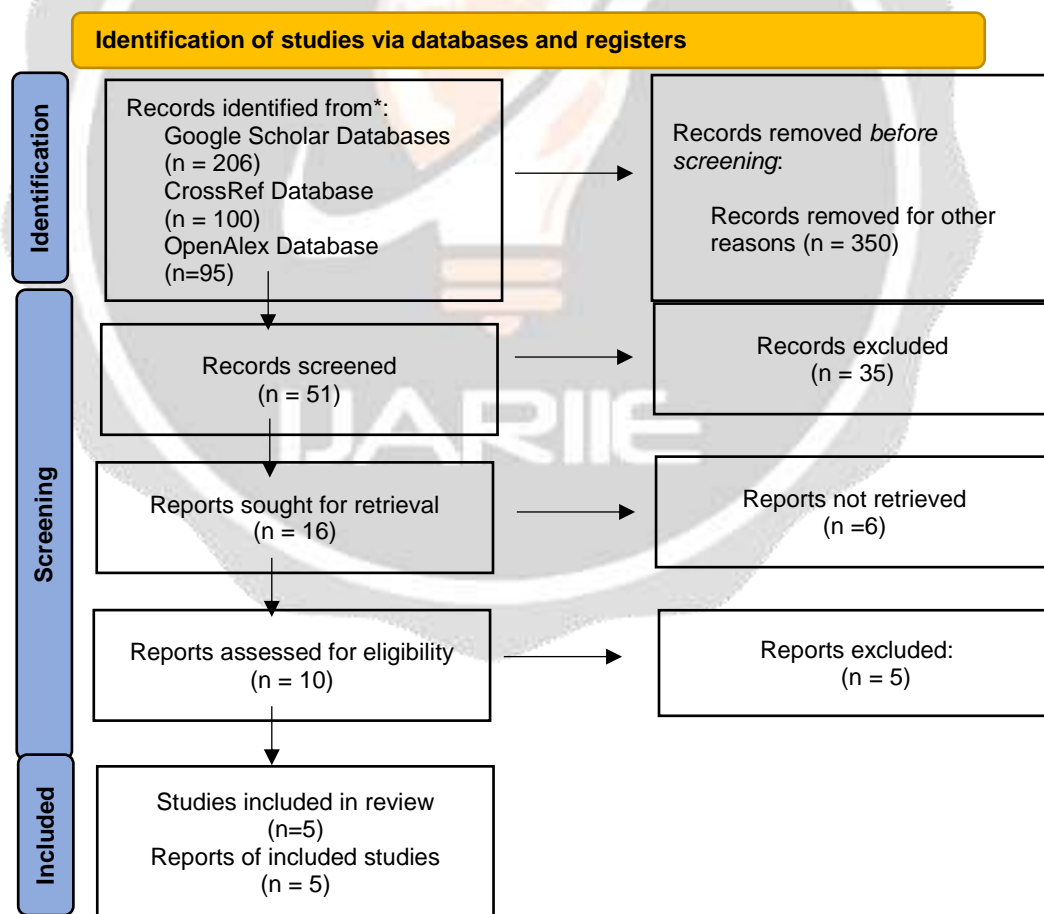 Identification of studies via databases and registers
Identification
Records identified from*:
Google Scholar Databases
(n = 206)
CrossRef Database
(n = 100)
OpenAlex Database
(n=95)
Records removed before
screening:
Records removed for other
reasons (n = 350)
Screening
Records screened
(n = 51)
Records excluded
(n = 35)
Reports sought for retrieval
(n = 16)
Reports not retrieved
(n =6)
Reports assessed for eligibility
(n = 10)
Reports excluded:
(n = 5)
Included
Studies included in review
(n=5)
Reports of included studies
(n = 5)
IJARIIE